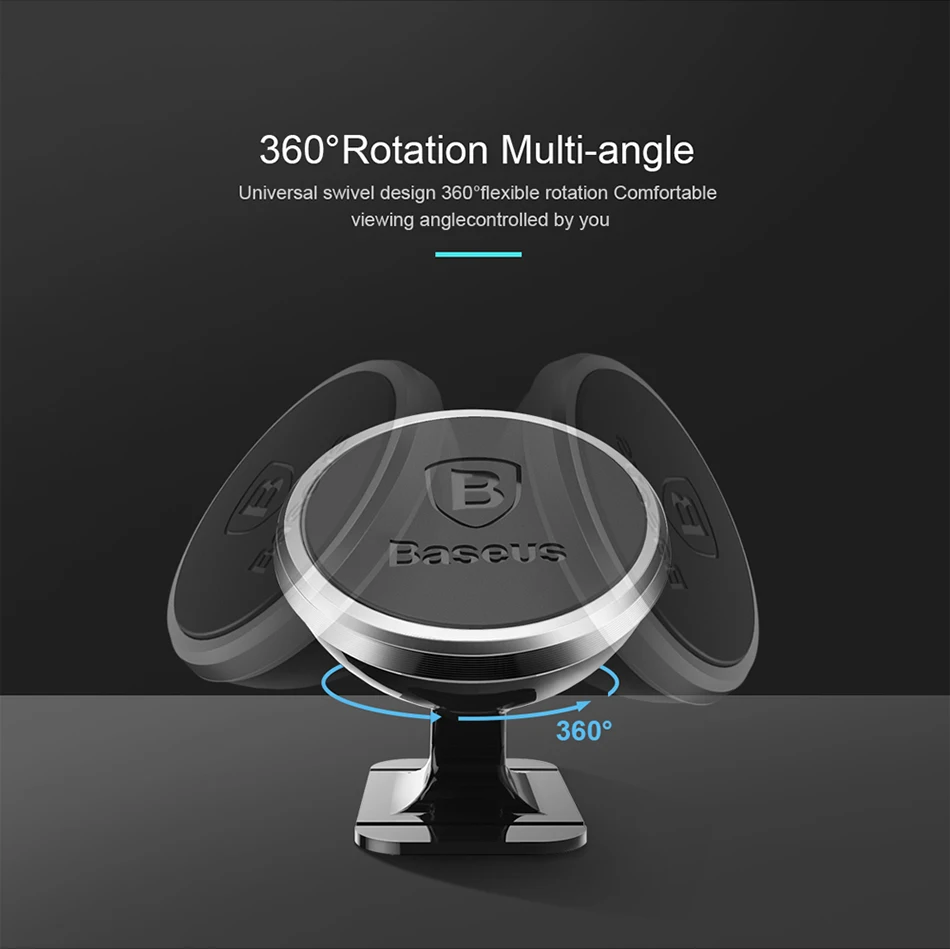 360°Rotation Multi-angle
Universal swivel design 360°flexible rotation Comfortable
viewing anglecontrolled by you
B
Baseus
B
B
360°